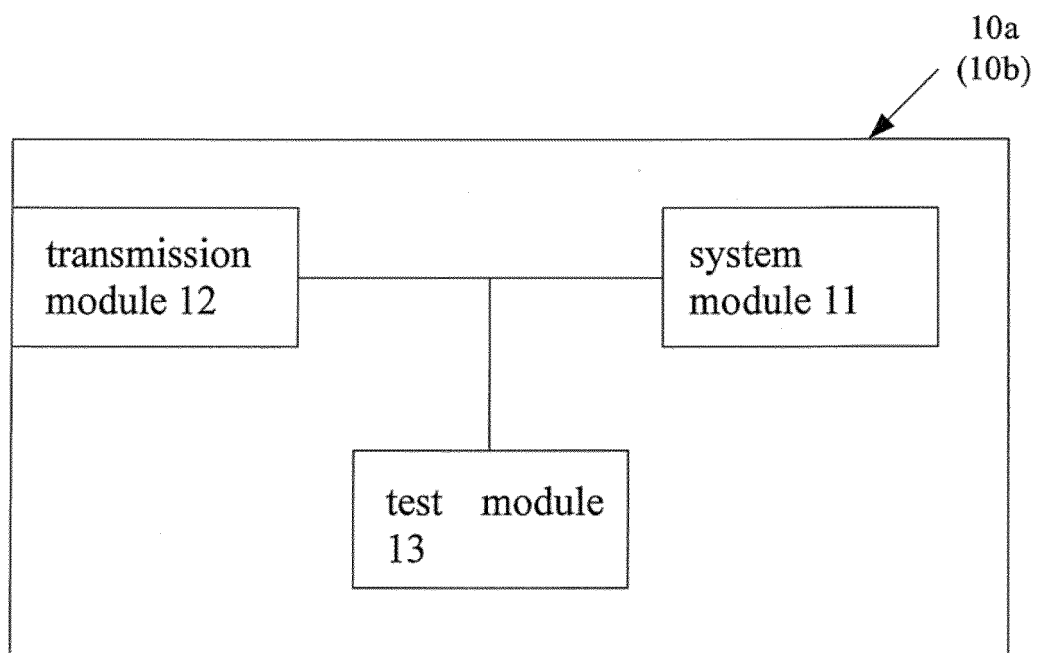 10a
(10b)
transmission
module 12
system
module 11
test module
13